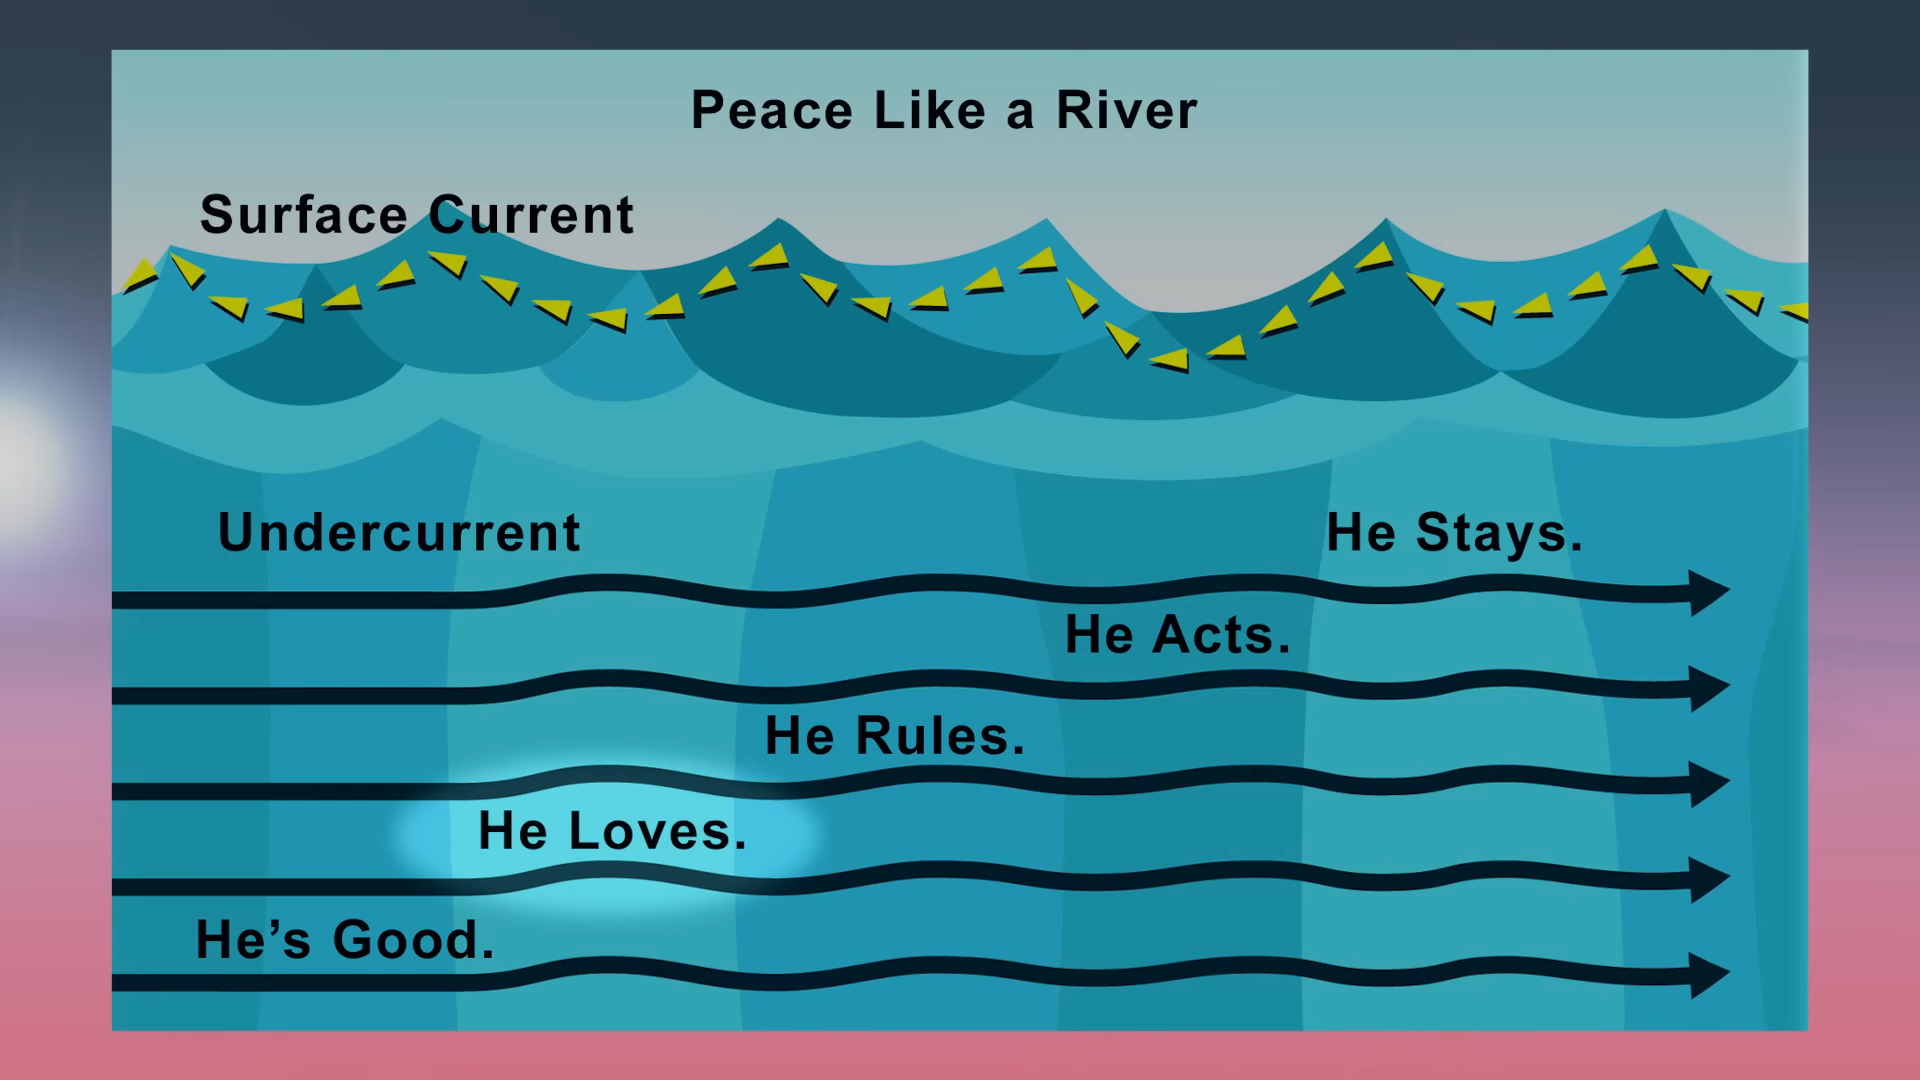 Peace Like a River
Surface Current
Undercurrent
He Stays.
He Acts.
He Rules.
He Loves.
He’s Good.